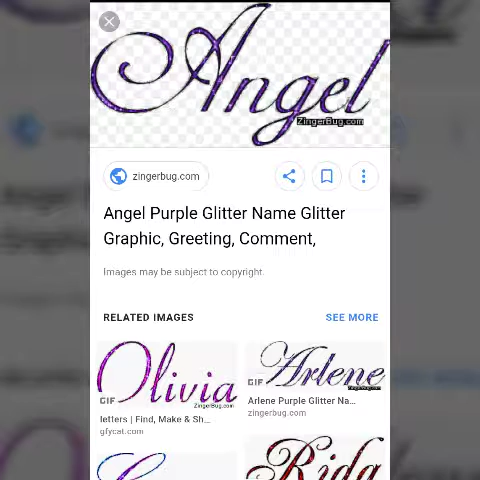 Angel
ZingerBug.com
zingerbug.com
Angel Purple Glitter Name Glitter
Graphic, Greeting, Comment,
Images may be subject to copyright.
RELATED IMAGES
SEE MORE
Olivia
GIF
ZingerBug.com
letters | Find, Make & Sh...
gfycat.com
Arlene
GIF
Arlene Purple Glitter Na...
zingerbug.com
Rida